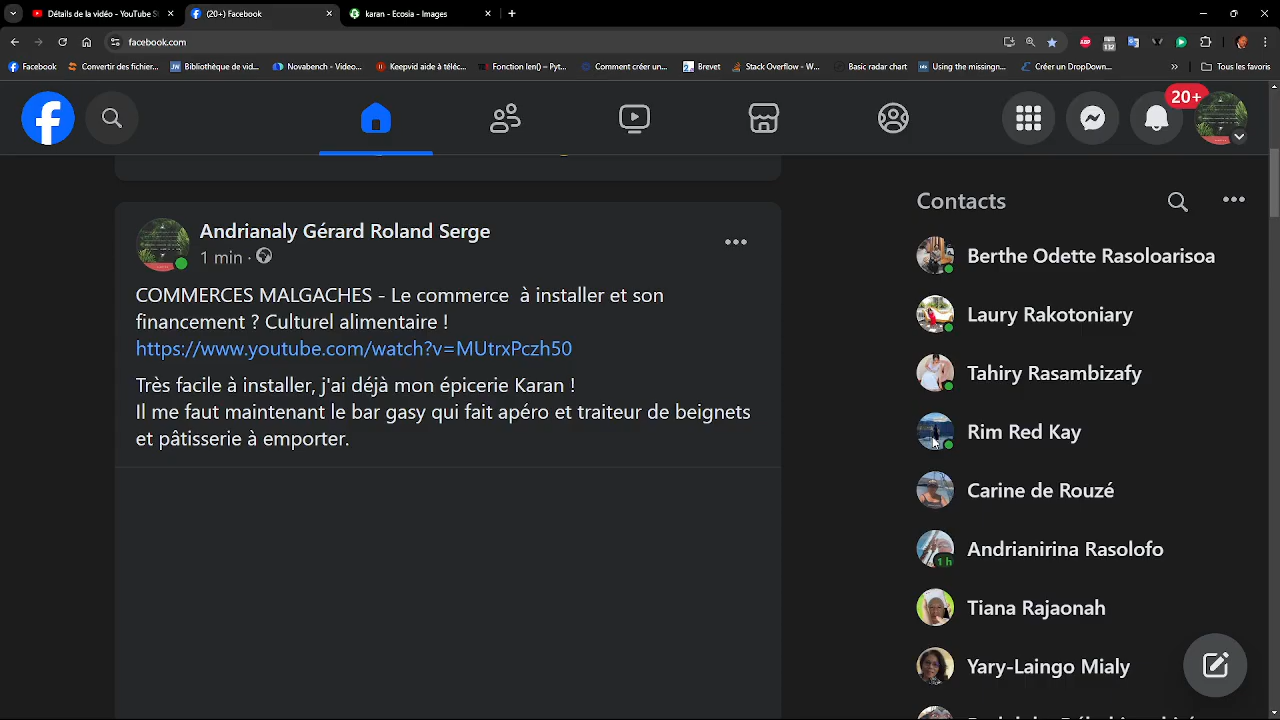 Détails de la vidéo - YouTube S
(20+) Facebook
karan - Ecosia - Images
facebook.com
Facebook
Convertir des fichier...
Bibliothèque de vid...
Novabench - Video...
Keepvid aide à téléc...
Fonction len() – Pyt...
Comment créer un...
Brevet
Stack Overflow - W...
Basic radar chart
Using the missingn...
Créer un DropDown...
»
Tous les favoris
20+
Andrianaly Gérard Roland Serge
1 min ·
COMMERCES MALGACHES - Le commerce  à installer et son
financement ? Culturel alimentaire !
https://www.youtube.com/watch?v=MUtrxPczh50
Très facile à installer, j'ai déjà mon épicerie Karan !
Il me faut maintenant le bar gasy qui fait apéro et traiteur de beignets
et pâtisserie à emporter.
Contacts
Berthe Odette Rasoloarisoa
Laury Rakotoniary
Tahiry Rasambizafy
Rim Red Kay
Carine de Rouzé
Andrianirina Rasolofo
1 h
Tiana Rajaonah
Yary-Laingo Mialy